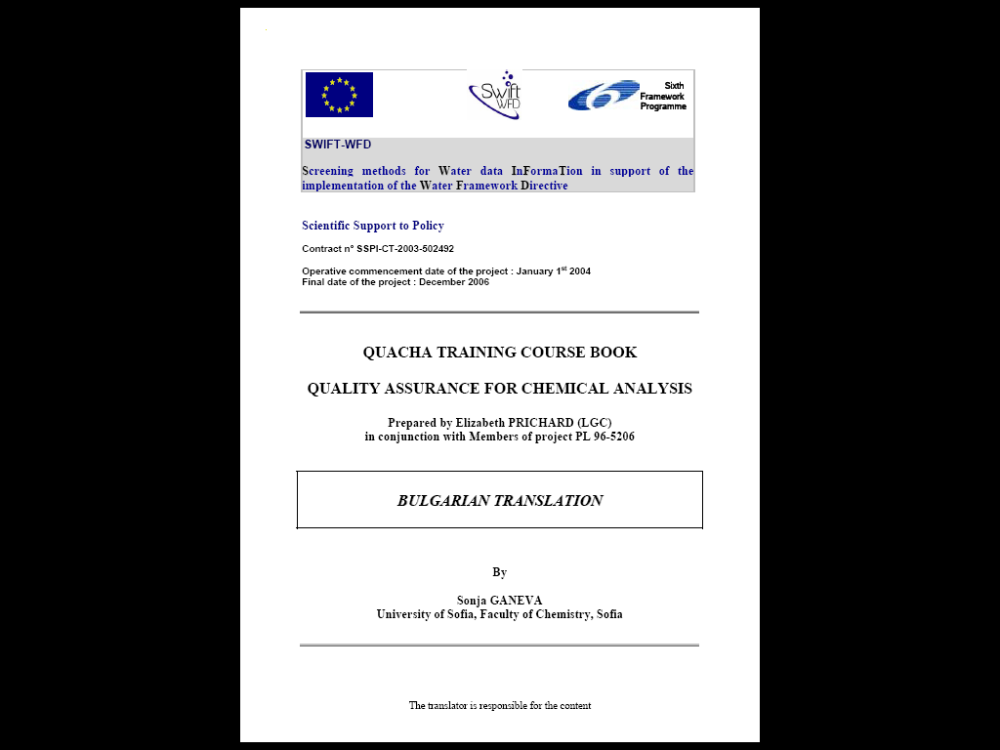 Swift
WFD
6
Sixth
Framework
Programme
SWIFT-WFD
Screening methods for Water data InFormaTion in support of the
implementation of the Water Framework Directive
Scientific Support to Policy
Contract n° SSPI-CT-2003-502492
Operative commencement date of the project : January 1st 2004
Final date of the project : December 2006
QUACHA TRAINING COURSE BOOK
QUALITY ASSURANCE FOR CHEMICAL ANALYSIS
Prepared by Elizabeth PRICHARD (LGC)
in conjunction with Members of project PL 96-5206
BULGARIAN TRANSLATION
By
Sonja GANEVA
University of Sofia, Faculty of Chemistry, Sofia
The translator is responsible for the content